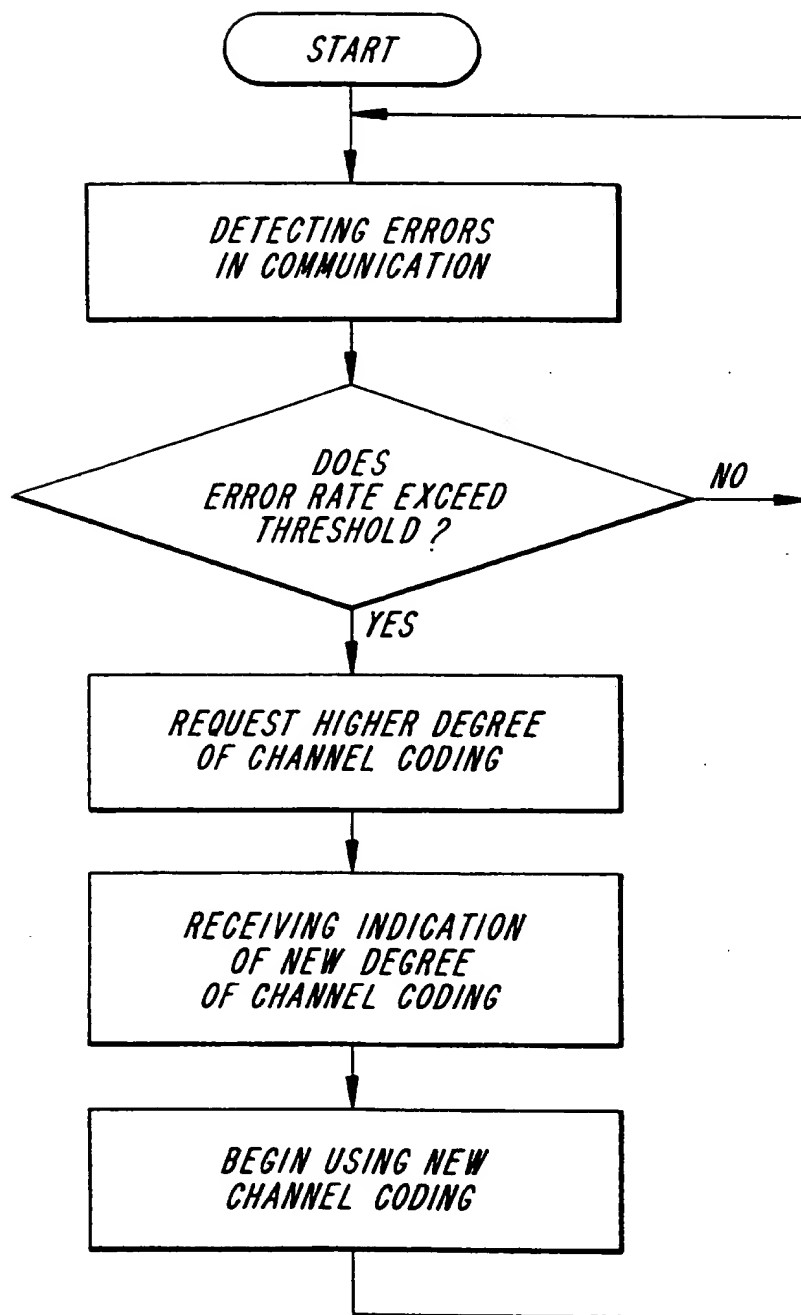 START
DETECTING ERRORS
IN COMMUNICATION
DOES
ERROR RATE EXCEED
THRESHOLD ?
NO
YES
REQUEST HIGHER DEGREE
OF CHANNEL CODING
RECEIVING INDICATION
OF NEW DEGREE
OF CHANNEL CODING
BEGIN USING NEW
CHANNEL CODING